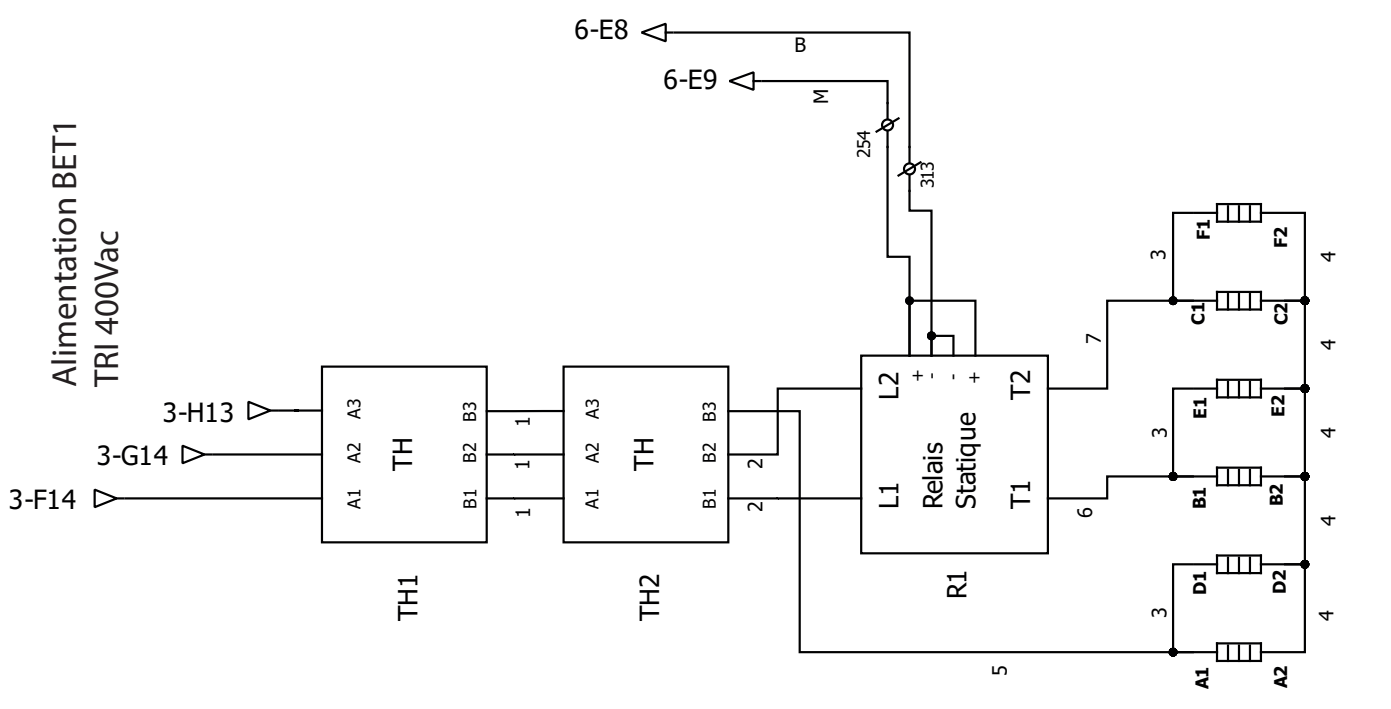 Alimentation BET1
TRI 400Vac
6-E8
B
6-E9
M
254
313
3-H13
3-G14
3-F14
A3
A2
A1
TH
B3
B2
B1
TH1
1
1
1
A3
A2
A1
TH
B3
B2
B1
TH2
2
2
L2
L1
+
-
-
+
Relais
Statique
T2
T1
R1
7
6
5
3
F1
F2
4
C1
C2
4
3
E1
E2
4
B1
B2
4
3
D1
D2
4
A1
A2